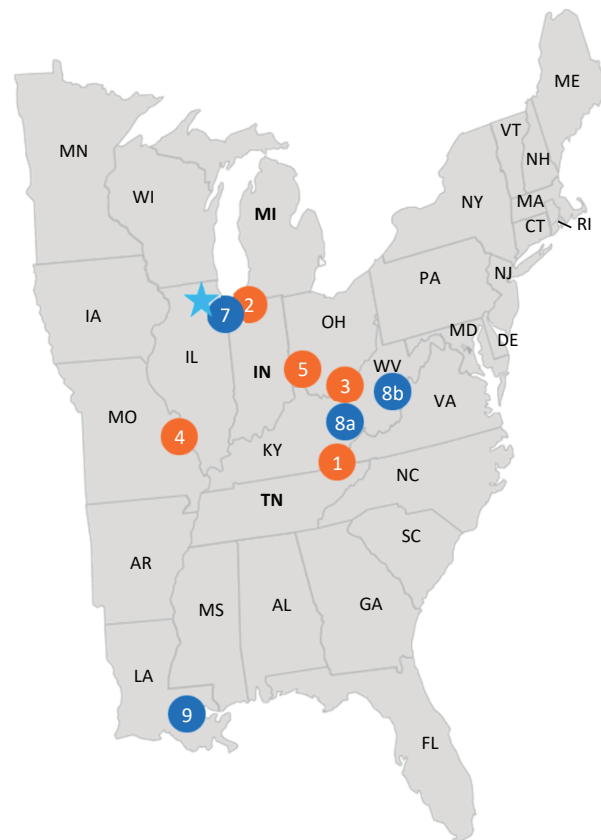 ME
VT
MN
NH
WI
NY
MA
MI
CT
RI
PA
NJ
2
IA
7
OH
MD
DE
IL
IN
5
WV
3
8b
VA
MO
8a
4
KY
1
NC
TN
SC
AR
MS
AL
GA
LA
9
FL